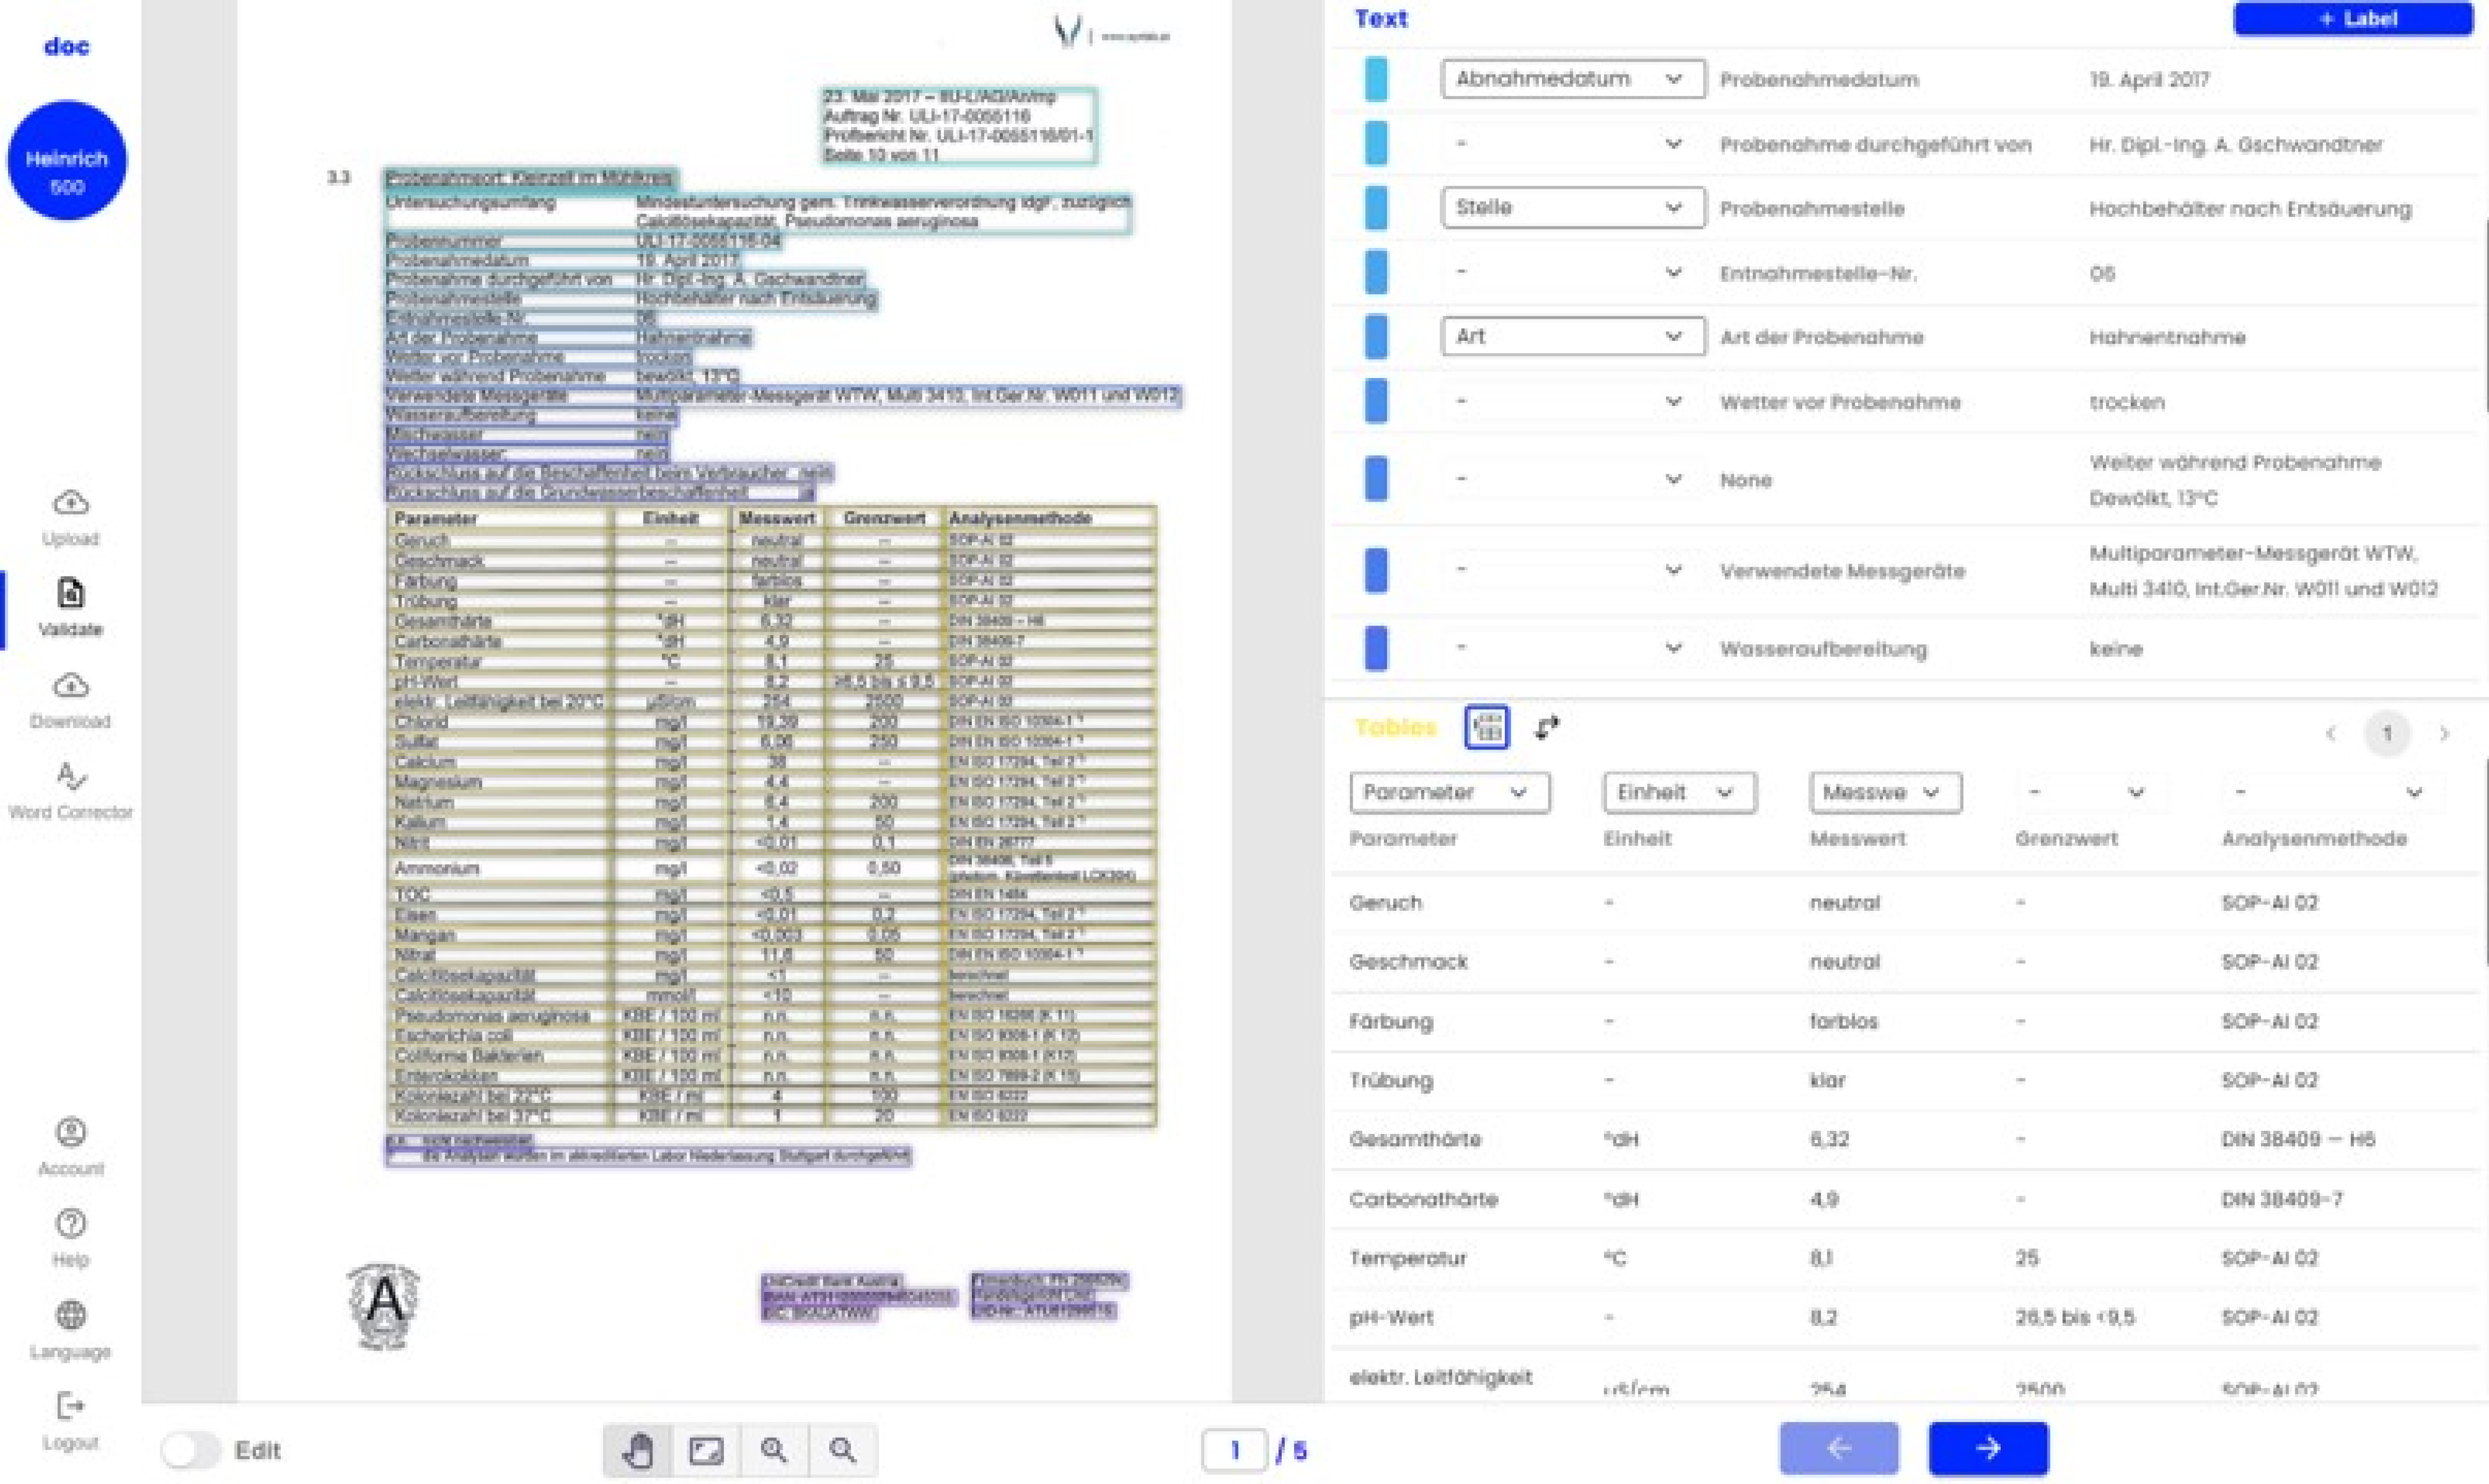 doc
Heinrich
500
Upload
Validate
Download
Word Corrector
Account
Help
Language
Logout
23. Mai 2017 – IIU-L/AG/An/mp
Auftrag Nr. ULI-17-0055116
Prüfbericht Nr. ULI-17-0055116/01-1
Seite 10 von 11
3.3 Probenahmeort: Kleinzell im Mühlkreis
Untersuchungsumfang Mindestuntersuchung gem. Trinkwasserverordnung idgF, zuzüglich
Calcitlösekapazität, Pseudomonas aeruginosa
Probennummer ULI-17-0055116-04
Probenahmedatum 19. April 2017
Probenahme durchgeführt von Hr. Dipl.-Ing. A. Gschwandtner
Probenahmestelle Hochbehälter nach Entsäuerung
Entnahmestelle-Nr. 06
Art der Probenahme Hahnentnahme
Wetter vor Probenahme trocken
Wetter während Probenahme bewölkt, 13°C
Verwendete Messgeräte Multiparameter-Messgerät WTW, Multi 3410, Int.Ger.Nr. W011 und W012
Wasseraufbereitung keine
Mischwasser nein
Wechselwasser: nein
Rückschluss auf die Beschaffenheit beim Verbraucher nein
Rückschluss auf die Grundwasserbeschaffenheit ja
Parameter Einheit Messwert Grenzwert Analysenmethode
Geruch -- neutral -- SOP-AI 02
Geschmack -- neutral -- SOP-AI 02
Färbung -- farblos -- SOP-AI 02
Trübung -- klar -- SOP-AI 02
Gesamthärte °dH 6,32 -- DIN 38409 – H6
Carbonathärte °dH 4,9 -- DIN 38409-7
Temperatur °C 8,1 25 SOP-AI 02
pH-Wert -- 8,2 ≥6,5 bis ≤ 9,5 SOP-AI 02
elektr. Leitfähigkeit bei 20°C µS/cm 254 2500 SOP-AI 02
Chlorid mg/l 19,39 200 DIN EN ISO 10304-1
Sulfat mg/l 6,06 250 DIN EN ISO 10304-1
Calcium mg/l 38 -- EN ISO 17294, Teil 2
Magnesium mg/l 4,4 -- EN ISO 17294, Teil 2
Natrium mg/l 6,4 200 EN ISO 17294, Teil 2
Kalium mg/l 1,4 50 EN ISO 17294, Teil 2
Nitrit mg/l <0,01 0,1 DIN EN 26777
Ammonium mg/l <0,02 0,50 DIN 38406, Teil 5
(photom. Küvettentest LCK304)
TOC mg/l <0,5 -- DIN EN 1484
Eisen mg/l <0,01 0,2 EN ISO 17294, Teil 2
Mangan mg/l <0,003 0,05 EN ISO 17294, Teil 2
Nitrat mg/l 11,6 50 DIN EN ISO 10304-1
Calcitlösekapazität mg/l <1 -- berechnet
Calcitlösekapazität mmol/l <10 -- berechnet
Pseudomonas aeruginosa KBE / 100 ml n.n. n.n. EN ISO 16266 (K 11)
Escherichia coli KBE / 100 ml n.n. n.n. EN ISO 9308-1 (K 12)
Coliforme Bakterien KBE / 100 ml n.n. n.n. EN ISO 9308-1 (K12)
Enterokokken KBE / 100 ml n.n. n.n. EN ISO 7899-2 (K 15)
Koloniezahl bei 22°C KBE / ml 4 100 EN ISO 6222
Koloniezahl bei 37°C KBE / ml 1 20 EN ISO 6222
n.n. nicht nachweisbar
die Analysen wurden im akkreditierten Labor Niederlassung Stuttgart durchgeführt
A
UniCredit Bank Austria
BIC: BKAUATWW
Handelsgericht Linz
Edit
1 / 5
Text
+ Label
Abnahmedatum Probenahmedatum 19. April 2017
- Probenahme durchgeführt von Hr. Dipl.-Ing. A. Gschwandtner
Stelle Probenahmestelle Hochbehälter nach Entsäuerung
- Entnahmestelle-Nr. 06
Art Art der Probenahme Hahnentnahme
- Wetter vor Probenahme trocken
- None Weiter während Probenahme
Dewölkt, 13°C
- Verwendete Messgeräte Multiparameter-Messgerät WTW,
Multi 3410, Int.Ger.Nr. W011 und W012
- Wasseraufbereitung keine
Tables
1
Parameter Einheit Messwe - -
Parameter Einheit Messwert Grenzwert Analysenmethode
Geruch - neutral - SOP-AI 02
Geschmack - neutral - SOP-AI 02
Färbung - farblos - SOP-AI 02
Trübung - klar - SOP-AI 02
Gesamthärte °dH 6,32 - DIN 38409 — H6
Carbonathärte °dH 4,9 - DIN 38409-7
Temperatur °C 8,1 25 SOP-AI 02
pH-Wert - 8,2 26,5 bis <9,5 SOP-AI 02
elektr. Leitfähigkeit
uS/cm 254 2500 SOP-AI 02